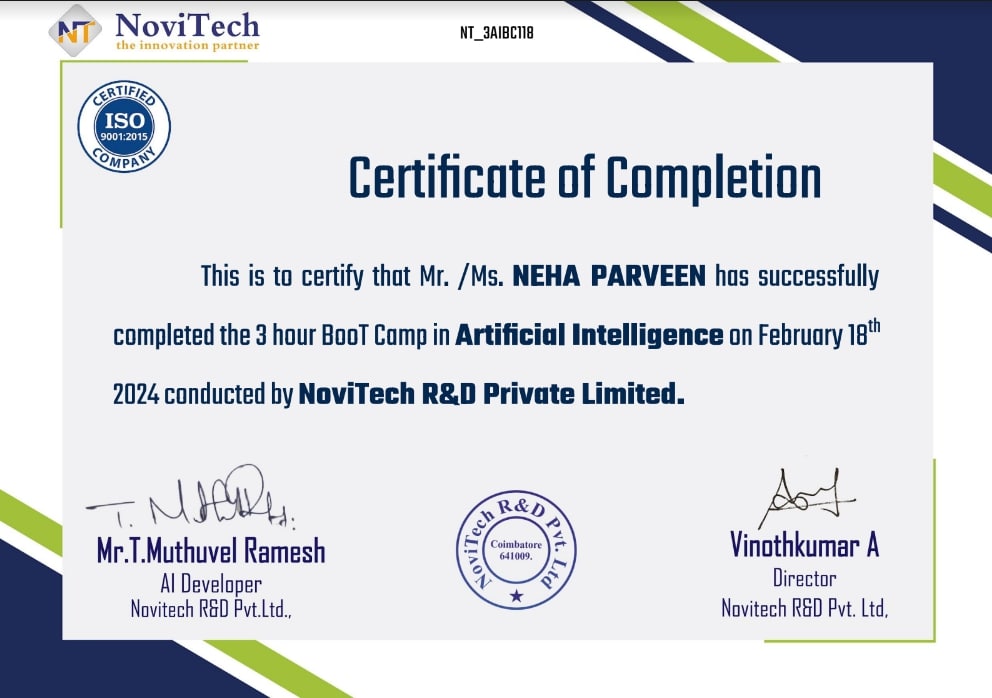 NT NoviTech
the innovation partner
NT_3AIBC118
CERTIFIED
ISO
9001:2015
COMPANY
Certificate of Completion
This is to certify that Mr. /Ms. NEHA PARVEEN has successfully
completed the 3 hour BooT Camp in Artificial Intelligence on February 18th
2024 conducted by NoviTech R&D Private Limited.
Mr.T.Muthuvel Ramesh
AI Developer
Novitech R&D Pvt.Ltd.,
NoviTech R&D Pvt. Ltd
Coimbatore
641009.
Vinothkumar A
Director
Novitech R&D Pvt. Ltd,